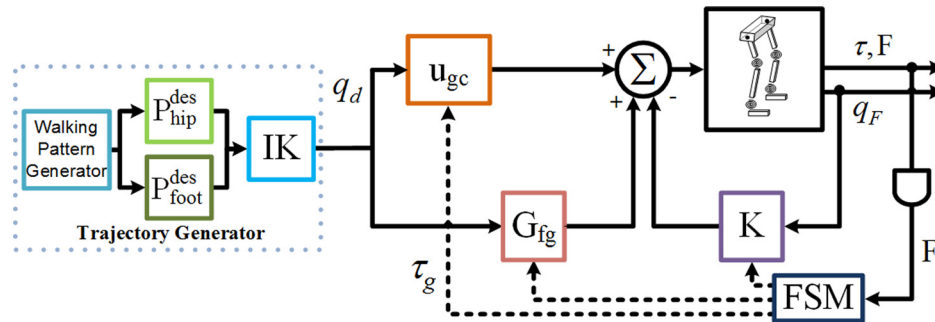 Walking
Pattern
Generator
P_hip^des
P_foot^des
IK
Trajectory Generator
q_d
u_gc
G_fg
τ_g
+
Σ
+
-
K
FSM
τ, F
q_F
F